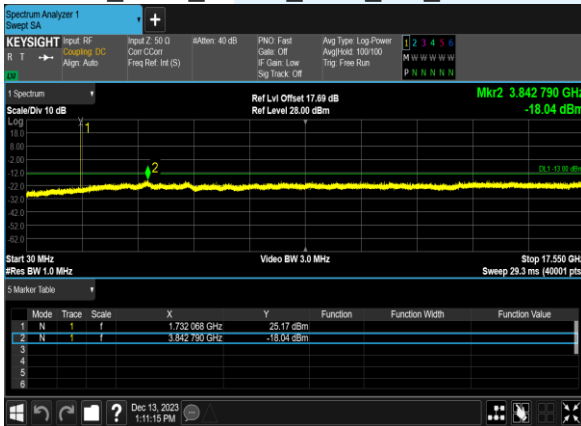 Spectrum Analyzer 1
Swept SA
KEYSIGHT Input: RF Input Z: 50 Ω #Atten: 40 dB PNO: Fast Avg Type: Log-Power 1 2 3 4 5 6
R T Coupling: DC Corr CCorr Gate: Off Avg|Hold: 100/100 M W W W W W
Align: Auto Freq Ref: Int (S) IF Gain: Low Trig: Free Run
Sig Track: Off P N N N N N
1 Spectrum Ref Lvl Offset 17.69 dB Mkr2 3.842 790 GHz
Scale/Div 10 dB Ref Level 28.00 dBm -18.04 dBm
Log
18.0
8.00
-2.00
-12.0
-22.0
-32.0
-42.0
-52.0
-62.0
1
2
DL1 -13.00 dBm
Start 30 MHz Video BW 3.0 MHz Stop 17.550 GHz
#Res BW 1.0 MHz Sweep 29.3 ms (40001 pts)
5 Marker Table
Mode Trace Scale X Y Function Function Width Function Value
1 N 1 f 1.732 068 GHz 25.17 dBm
2 N 1 f 3.842 790 GHz -18.04 dBm
3
4
5
6
? Dec 13, 2023
1:11:15 PM